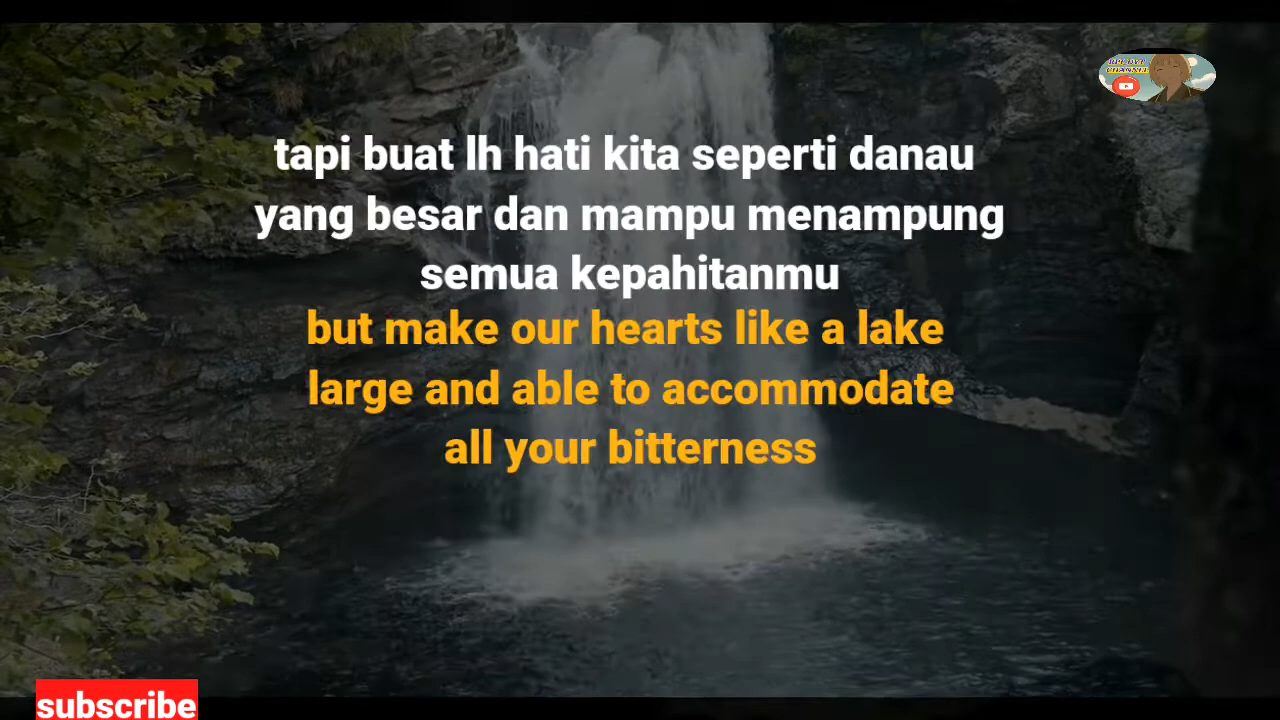 tapi buat lh hati kita seperti danau
yang besar dan mampu menampung
semua kepahitanmu
but make our hearts like a lake
large and able to accommodate
all your bitterness
subscribe